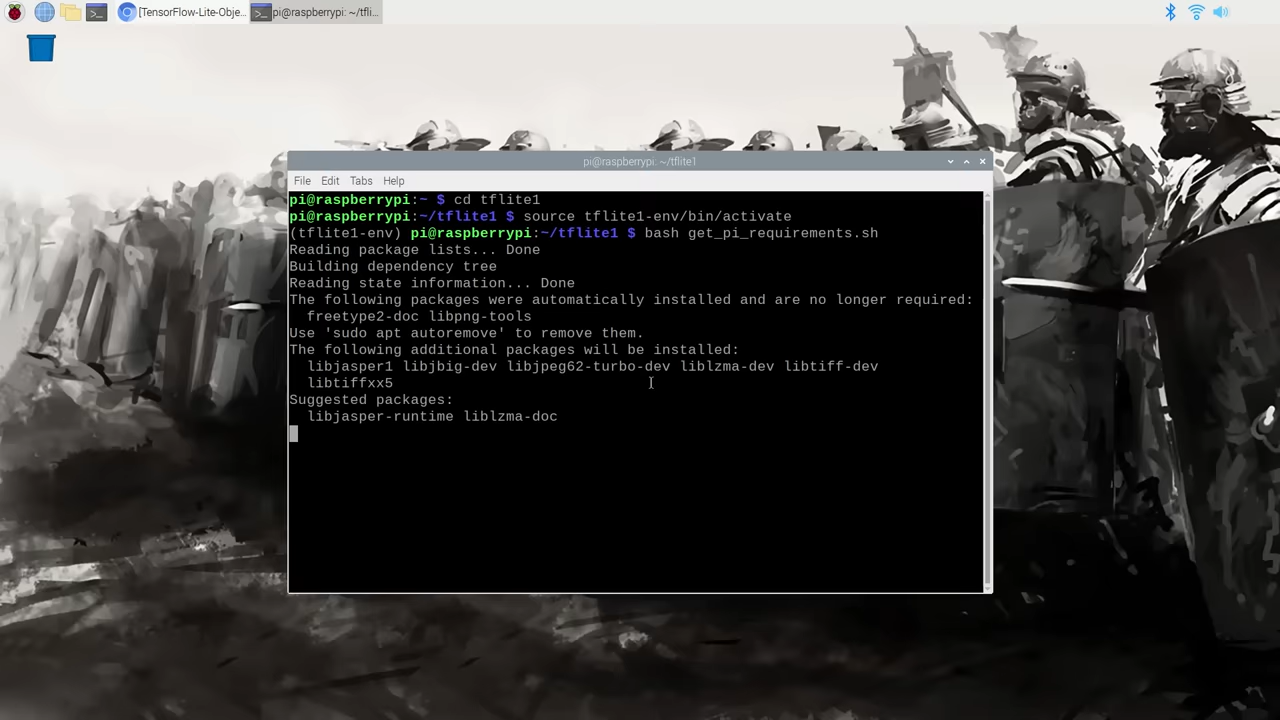 [TensorFlow-Lite-Obje...
pi@raspberrypi: ~/tfli...
pi@raspberrypi: ~/tflite1
File Edit Tabs Help
pi@raspberrypi:~ $ cd tflite1
pi@raspberrypi:~/tflite1 $ source tflite1-env/bin/activate
(tflite1-env) pi@raspberrypi:~/tflite1 $ bash get_pi_requirements.sh
Reading package lists... Done
Building dependency tree
Reading state information... Done
The following packages were automatically installed and are no longer required:
freetype2-doc libpng-tools
Use 'sudo apt autoremove' to remove them.
The following additional packages will be installed:
libjasper1 libjbig-dev libjpeg62-turbo-dev liblzma-dev libtiff-dev
libtiffxx5
Suggested packages:
libjasper-runtime liblzma-doc